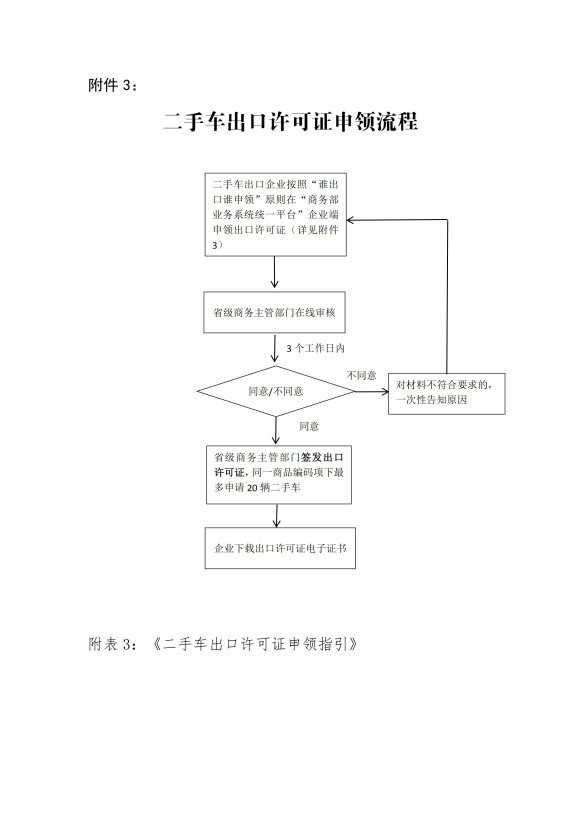 附件 3：
二手车出口许可证申领流程
二手车出口企业按照“谁出
口谁申领”原则在“商务部
业务系统统一平台”企业端
申领出口许可证（详见附件
3）
省级商务主管部门在线审核
3 个工作日内
同意/不同意
不同意
对材料不符合要求的，
一次性告知原因
同意
省级商务主管部门签发出口
许可证，同一商品编码项下最
多申请 20 辆二手车
企业下载出口许可证电子证书
附表 3：《二手车出口许可证申领指引》